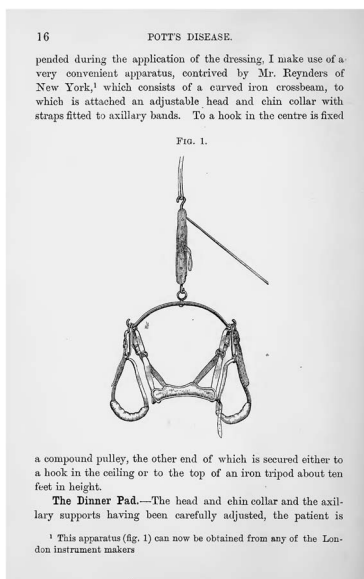 16 POTT'S DISEASE.
pended during the application of the dressing, I make use of a
very convenient apparatus, contrived by Mr. Reynders of
New York,¹ which consists of a curved iron crossbeam, to
which is attached an adjustable head and chin collar with
straps fitted to axillary bands. To a hook in the centre is fixed
FIG. 1.
a compound pulley, the other end of which is secured either to
a hook in the ceiling or to the top of an iron tripod about ten
feet in height.
The Dinner Pad.—The head and chin collar and the axil-
lary supports having been carefully adjusted, the patient is
¹ This apparatus (fig. 1) can now be obtained from any of the Lon-
don instrument makers